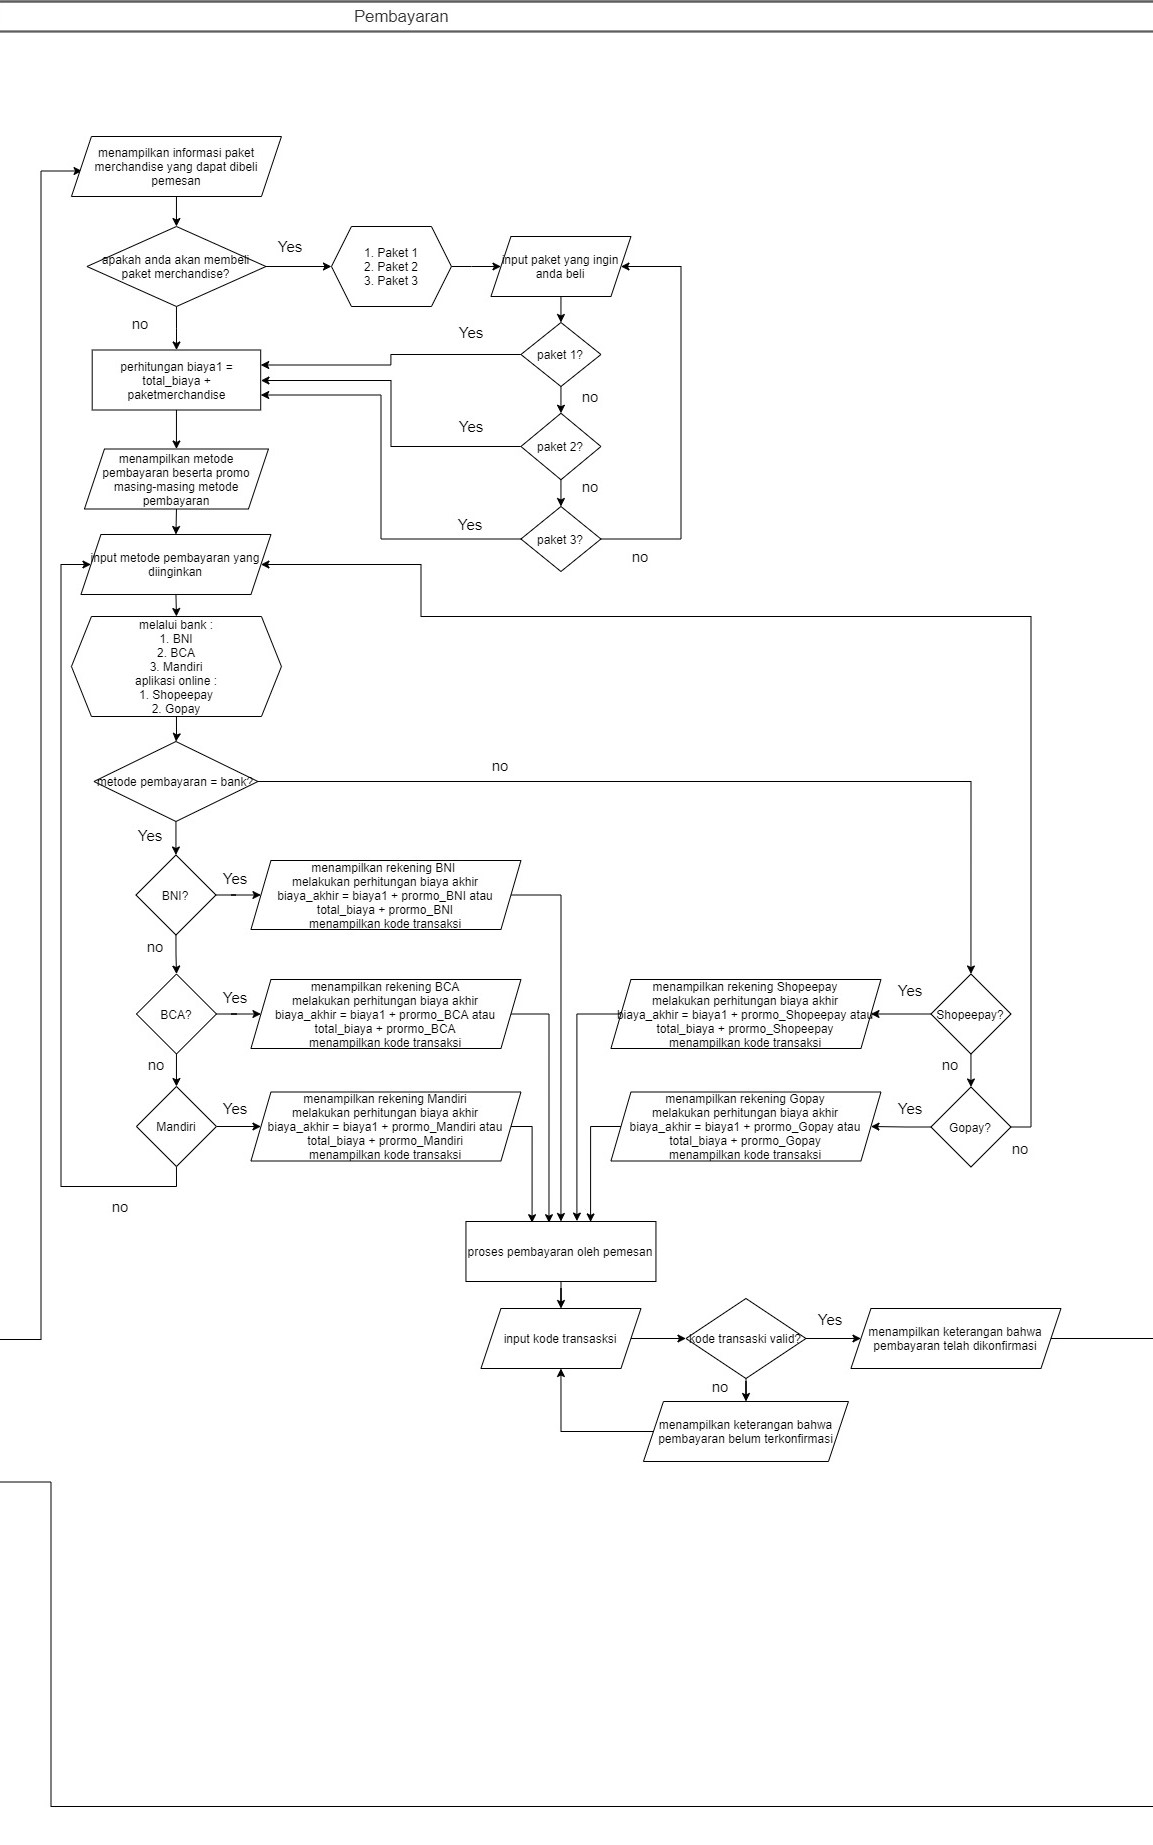 Pembayaran
menampilkan informasi paket
merchandise yang dapat dibeli
pemesan
apakah anda akan membeli
paket merchandise?
Yes
1. Paket 1
2. Paket 2
3. Paket 3
input paket yang ingin
anda beli
no
perhitungan biaya1 =
total_biaya +
paketmerchandise
Yes
paket 1?
no
Yes
paket 2?
no
Yes
paket 3?
no
menampilkan metode
pembayaran beserta promo
masing-masing metode
pembayaran
input metode pembayaran yang
diinginkan
melalui bank :
1. BNI
2. BCA
3. Mandiri
aplikasi online :
1. Shopeepay
2. Gopay
metode pembayaran = bank?
no
Yes
BNI?
Yes
menampilkan rekening BNI
melakukan perhitungan biaya akhir
biaya_akhir = biaya1 + prormo_BNI atau
total_biaya + prormo_BNI
menampilkan kode transaksi
no
BCA?
Yes
menampilkan rekening BCA
melakukan perhitungan biaya akhir
biaya_akhir = biaya1 + prormo_BCA atau
total_biaya + prormo_BCA
menampilkan kode transaksi
menampilkan rekening Shopeepay
melakukan perhitungan biaya akhir
biaya_akhir = biaya1 + prormo_Shopeepay atau
total_biaya + prormo_Shopeepay
menampilkan kode transaksi
Yes
Shopeepay?
no
no
Mandiri
Yes
menampilkan rekening Mandiri
melakukan perhitungan biaya akhir
biaya_akhir = biaya1 + prormo_Mandiri atau
total_biaya + prormo_Mandiri
menampilkan kode transaksi
menampilkan rekening Gopay
melakukan perhitungan biaya akhir
biaya_akhir = biaya1 + prormo_Gopay atau
total_biaya + prormo_Gopay
menampilkan kode transaksi
Yes
Gopay?
no
no
proses pembayaran oleh pemesan
input kode transasksi
kode transaski valid?
Yes
menampilkan keterangan bahwa
pembayaran telah dikonfirmasi
no
menampilkan keterangan bahwa
pembayaran belum terkonfirmasi